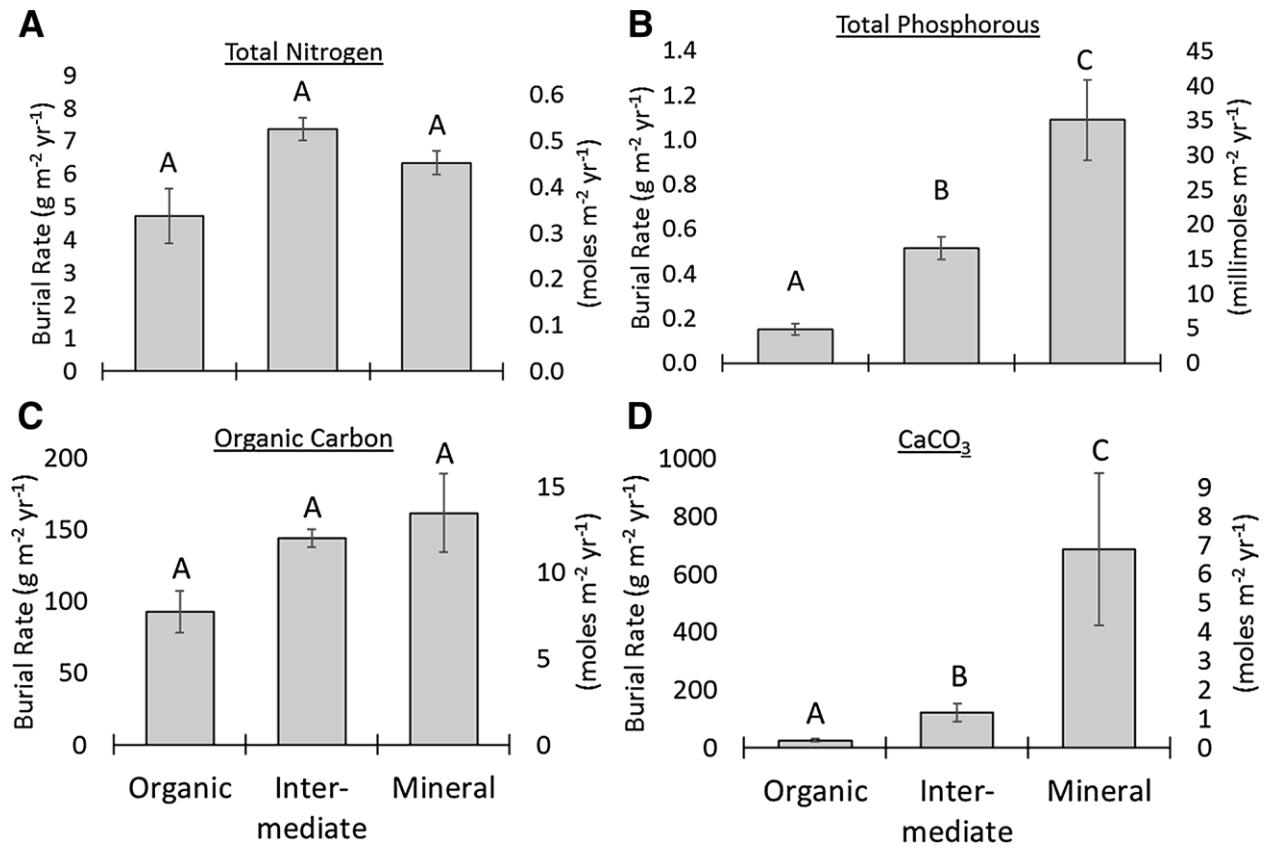 A
Total Nitrogen
9
8
7
6
5
4
3
2
1
0
Burial Rate (g m⁻² yr⁻¹)
A
A
A
0.6
0.5
0.4
0.3
0.2
0.1
0.0
(moles m⁻² yr⁻¹)
B
Total Phosphorous
1.4
1.2
1.0
0.8
0.6
0.4
0.2
0.0
Burial Rate (g m⁻² yr⁻¹)
A
B
C
45
40
35
30
25
20
15
10
5
0
(millimoles m⁻² yr⁻¹)
C
Organic Carbon
200
150
100
50
0
Burial Rate (g m⁻² yr⁻¹)
A
A
A
15
10
5
0
(moles m⁻² yr⁻¹)
Organic
Inter-
mediate
Mineral
D
CaCO₃
1000
800
600
400
200
0
Burial Rate (g m⁻² yr⁻¹)
A
B
C
9
8
7
6
5
4
3
2
1
0
(moles m⁻² yr⁻¹)
Organic
Inter-
mediate
Mineral